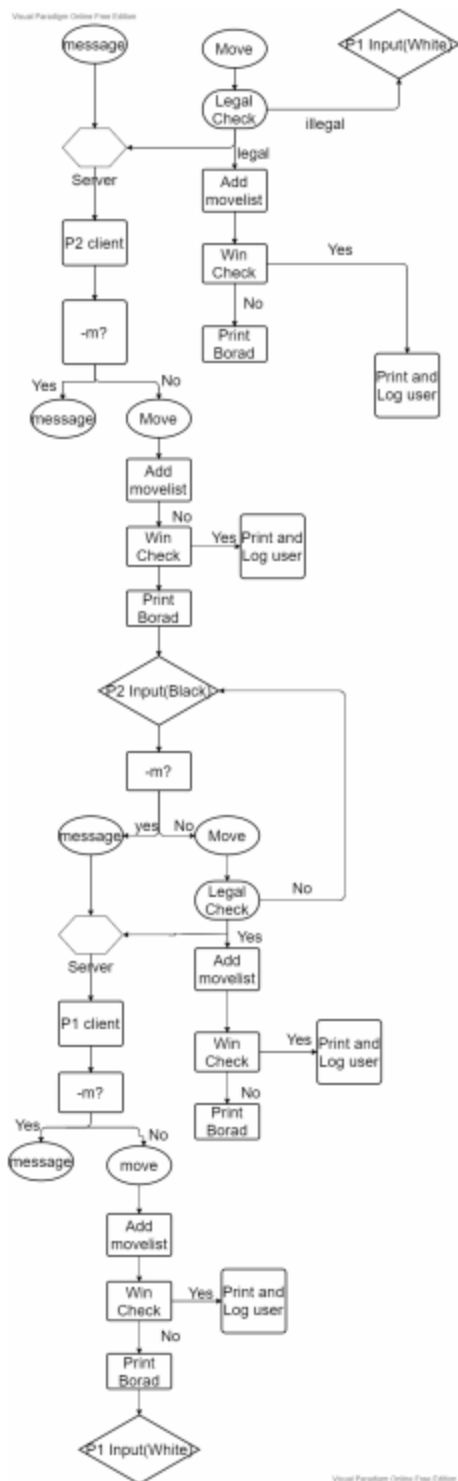 Visual Paradigm Online Free Edition
message
Move
P1 Input(White)
Legal
Check
illegal
legal
Server
Add
movelist
P2 client
Win
Check
Yes
No
-m?
Print
Borad
Print and
Log user
Yes
No
message
Move
Add
movelist
No
Win
Check
Yes
Print and
Log user
Print
Borad
P2 Input(Black)
-m?
message
yes
No
Move
Legal
Check
No
Yes
Server
Add
movelist
P1 client
Win
Check
Yes
Print and
Log user
-m?
No
Print
Borad
Yes
No
message
move
Add
movelist
Win
Check
Yes
Print and
Log user
No
Print
Borad
P1 Input(White)
Visual Paradigm Online Free Edition